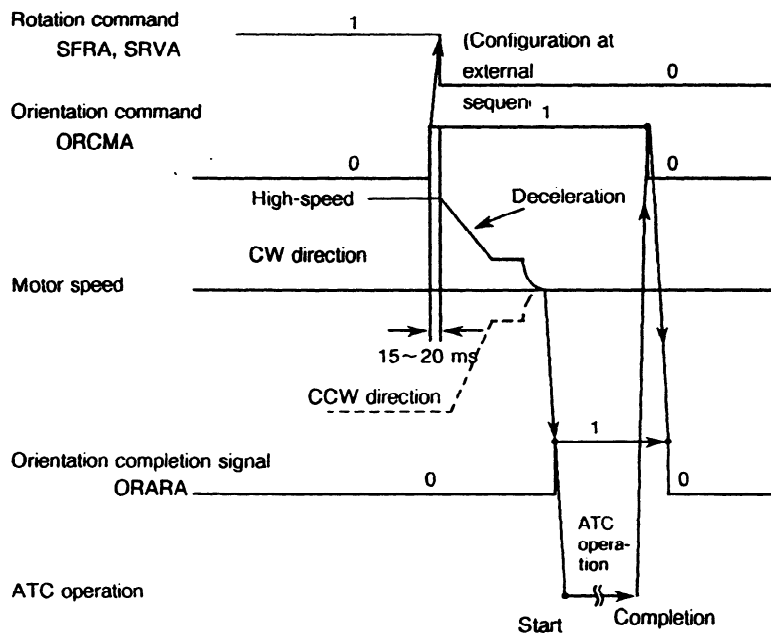 Rotation command
SFRA, SRVA
1
(Configuration at
external
0
sequen
Orientation command
ORCMA
1
0
0
High-speed
Deceleration
CW direction
Motor speed
15~20 ms
CCW direction
1
Orientation completion signal
ORARA
0
0
ATC
opera-
tion
ATC operation
Start
Completion